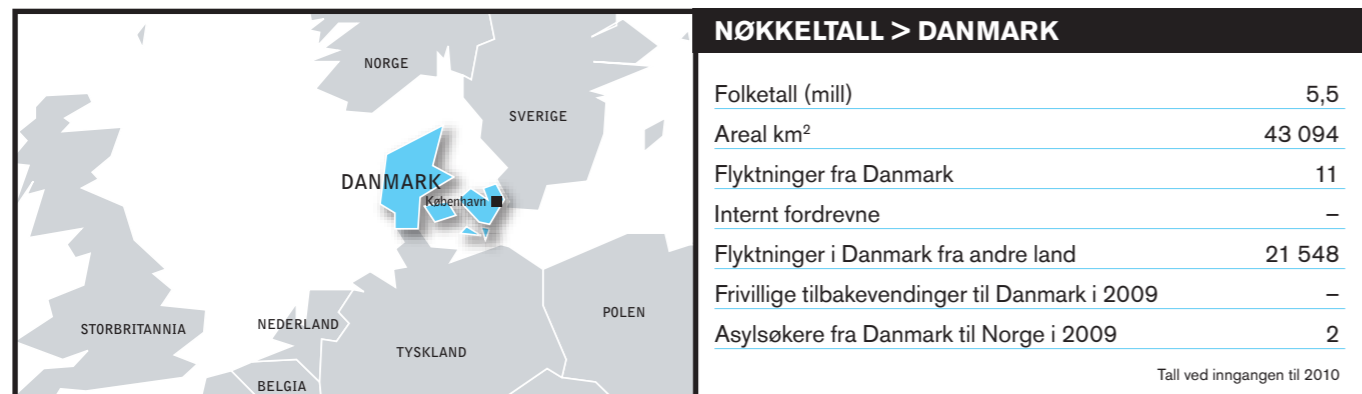 NORGE
SVERIGE
DANMARK
København
STORBRITANNIA
NEDERLAND
POLEN
TYSKLAND
BELGIA
NØKKELTALL > DANMARK
Folketall (mill) 5,5
Areal km² 43 094
Flyktninger fra Danmark 11
Internt fordrevne –
Flyktninger i Danmark fra andre land 21 548
Frivillige tilbakevendinger til Danmark i 2009 –
Asylsøkere fra Danmark til Norge i 2009 2
Tall ved inngangen til 2010